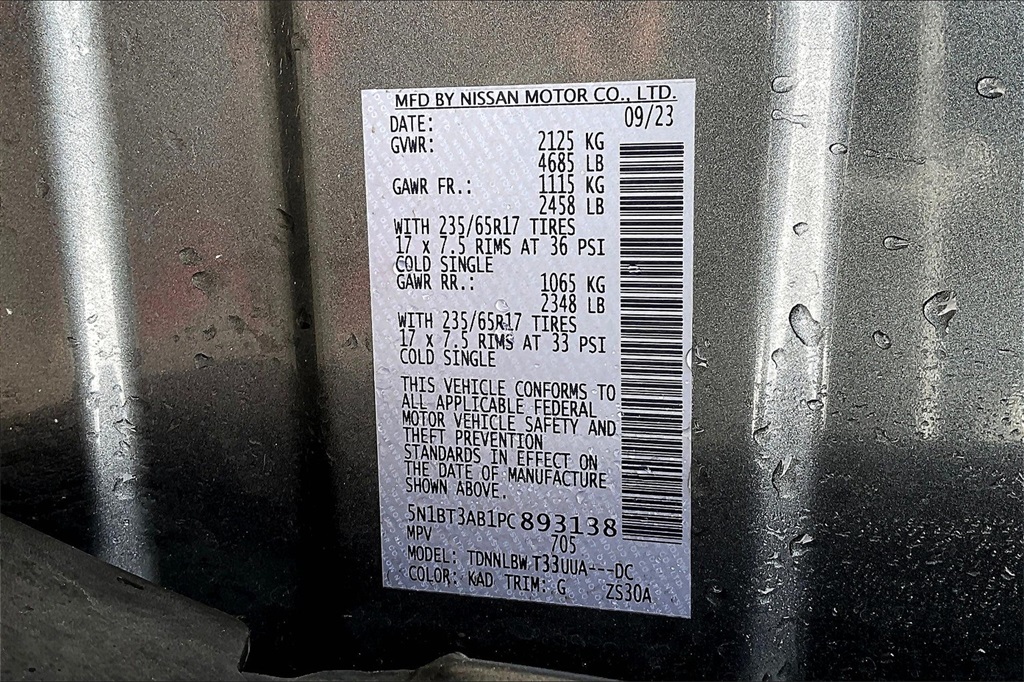 MFD BY NISSAN MOTOR CO., LTD.
DATE: 09/23
GVWR: 2125 KG
4685 LB
GAWR FR.: 1115 KG
2458 LB
WITH 235/65R17 TIRES
17 x 7.5 RIMS AT 36 PSI
COLD SINGLE
GAWR RR.: 1065 KG
2348 LB
WITH 235/65R17 TIRES
17 x 7.5 RIMS AT 33 PSI
COLD SINGLE
THIS VEHICLE CONFORMS TO
ALL APPLICABLE FEDERAL
MOTOR VEHICLE SAFETY AND
THEFT PREVENTION
STANDARDS IN EFFECT ON
THE DATE OF MANUFACTURE
SHOWN ABOVE.
5N1BT3AB1PC893138
MPV 705
MODEL: TDNNLBW T33UUA---DC
COLOR: KAD TRIM: G ZS30A